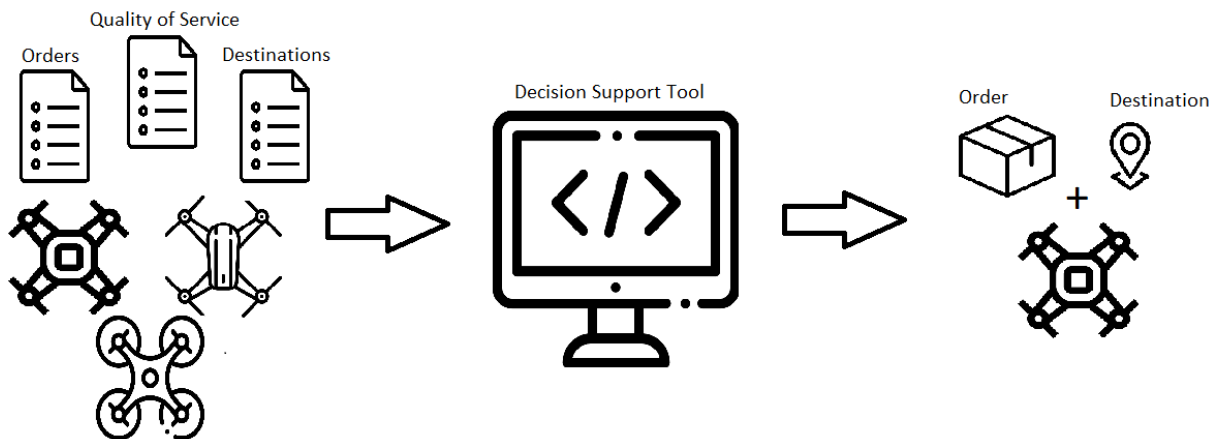 Quality of Service
Orders
Destinations
Decision Support Tool
</>
Order
Destination
+